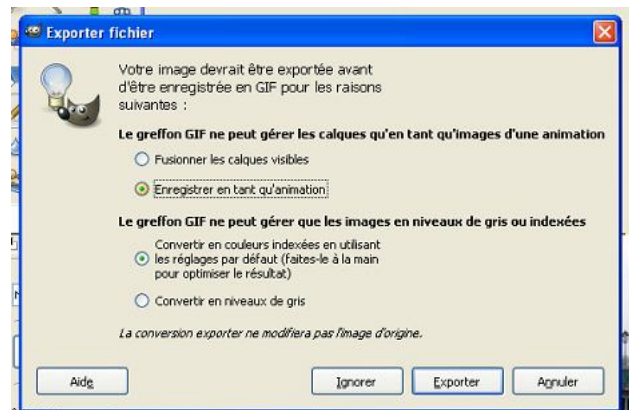 Exporter fichier
Votre image devrait être exportée avant
d'être enregistrée en GIF pour les raisons
suivantes :
Le greffon GIF ne peut gérer les calques qu'en tant qu'images d'une animation
Fusionner les calques visibles
Enregistrer en tant qu'animation
Le greffon GIF ne peut gérer que les images en niveaux de gris ou indexées
Convertir en couleurs indexées en utilisant
les réglages par défaut (faites-le à la main
pour optimiser le résultat)
Convertir en niveaux de gris
La conversion exporter ne modifiera pas l'image d'origine.
Aide Ignorer Exporter Annuler